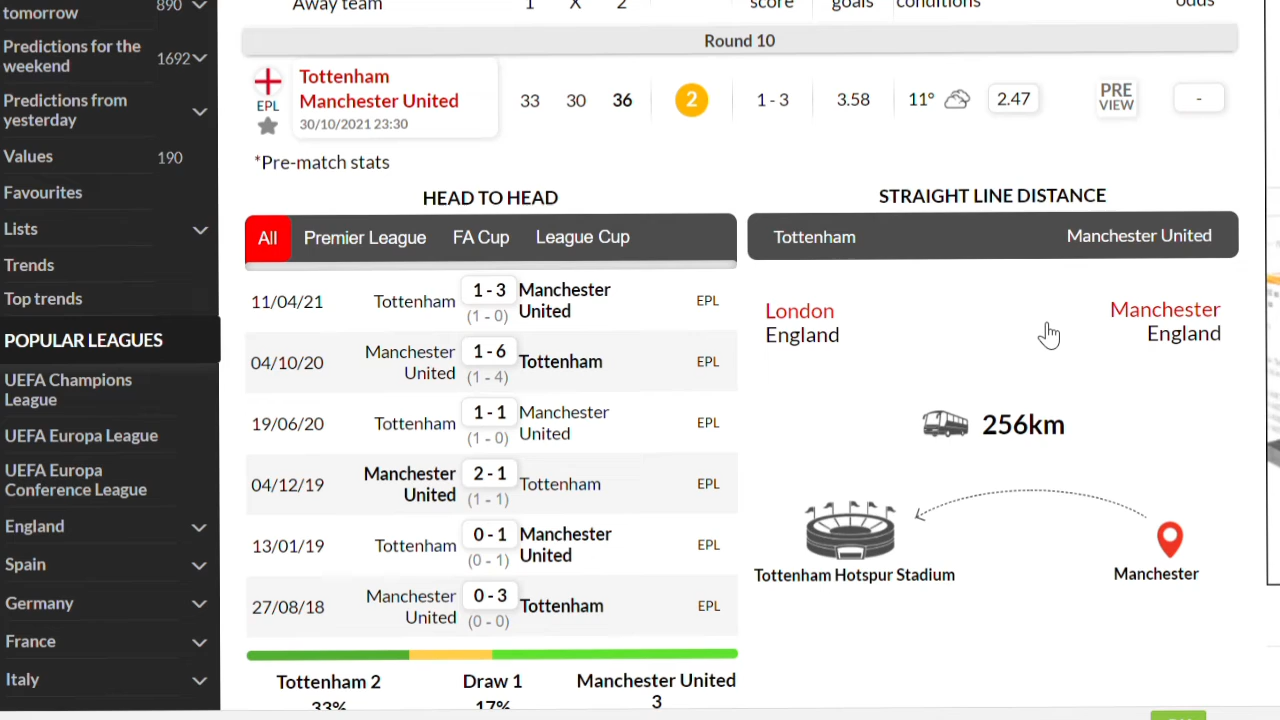 tomorrow
890
Predictions for the
weekend
1692
Predictions from
yesterday
Values
190
Favourites
Lists
Trends
Top trends
POPULAR LEAGUES
UEFA Champions
League
UEFA Europa League
UEFA Europa
Conference League
England
Spain
Germany
France
Italy
Away team 1 X 2 score goals conditions odds
Round 10
EPL
Tottenham
Manchester United
30/10/2021 23:30
33 30 36 2 1 - 3 3.58 11° 2.47
PRE
VIEW
-
*Pre-match stats
HEAD TO HEAD
All Premier League FA Cup League Cup
11/04/21 Tottenham 1 - 3 (1 - 0) Manchester United EPL
04/10/20 Manchester United 1 - 6 (1 - 4) Tottenham EPL
19/06/20 Tottenham 1 - 1 (1 - 0) Manchester United EPL
04/12/19 Manchester United 2 - 1 (1 - 1) Tottenham EPL
13/01/19 Tottenham 0 - 1 (0 - 1) Manchester United EPL
27/08/18 Manchester United 0 - 3 (0 - 0) Tottenham EPL
Tottenham 2 Draw 1 Manchester United
3
33% 17%
STRAIGHT LINE DISTANCE
Tottenham Manchester United
London Manchester
England England
256km
Tottenham Hotspur Stadium Manchester